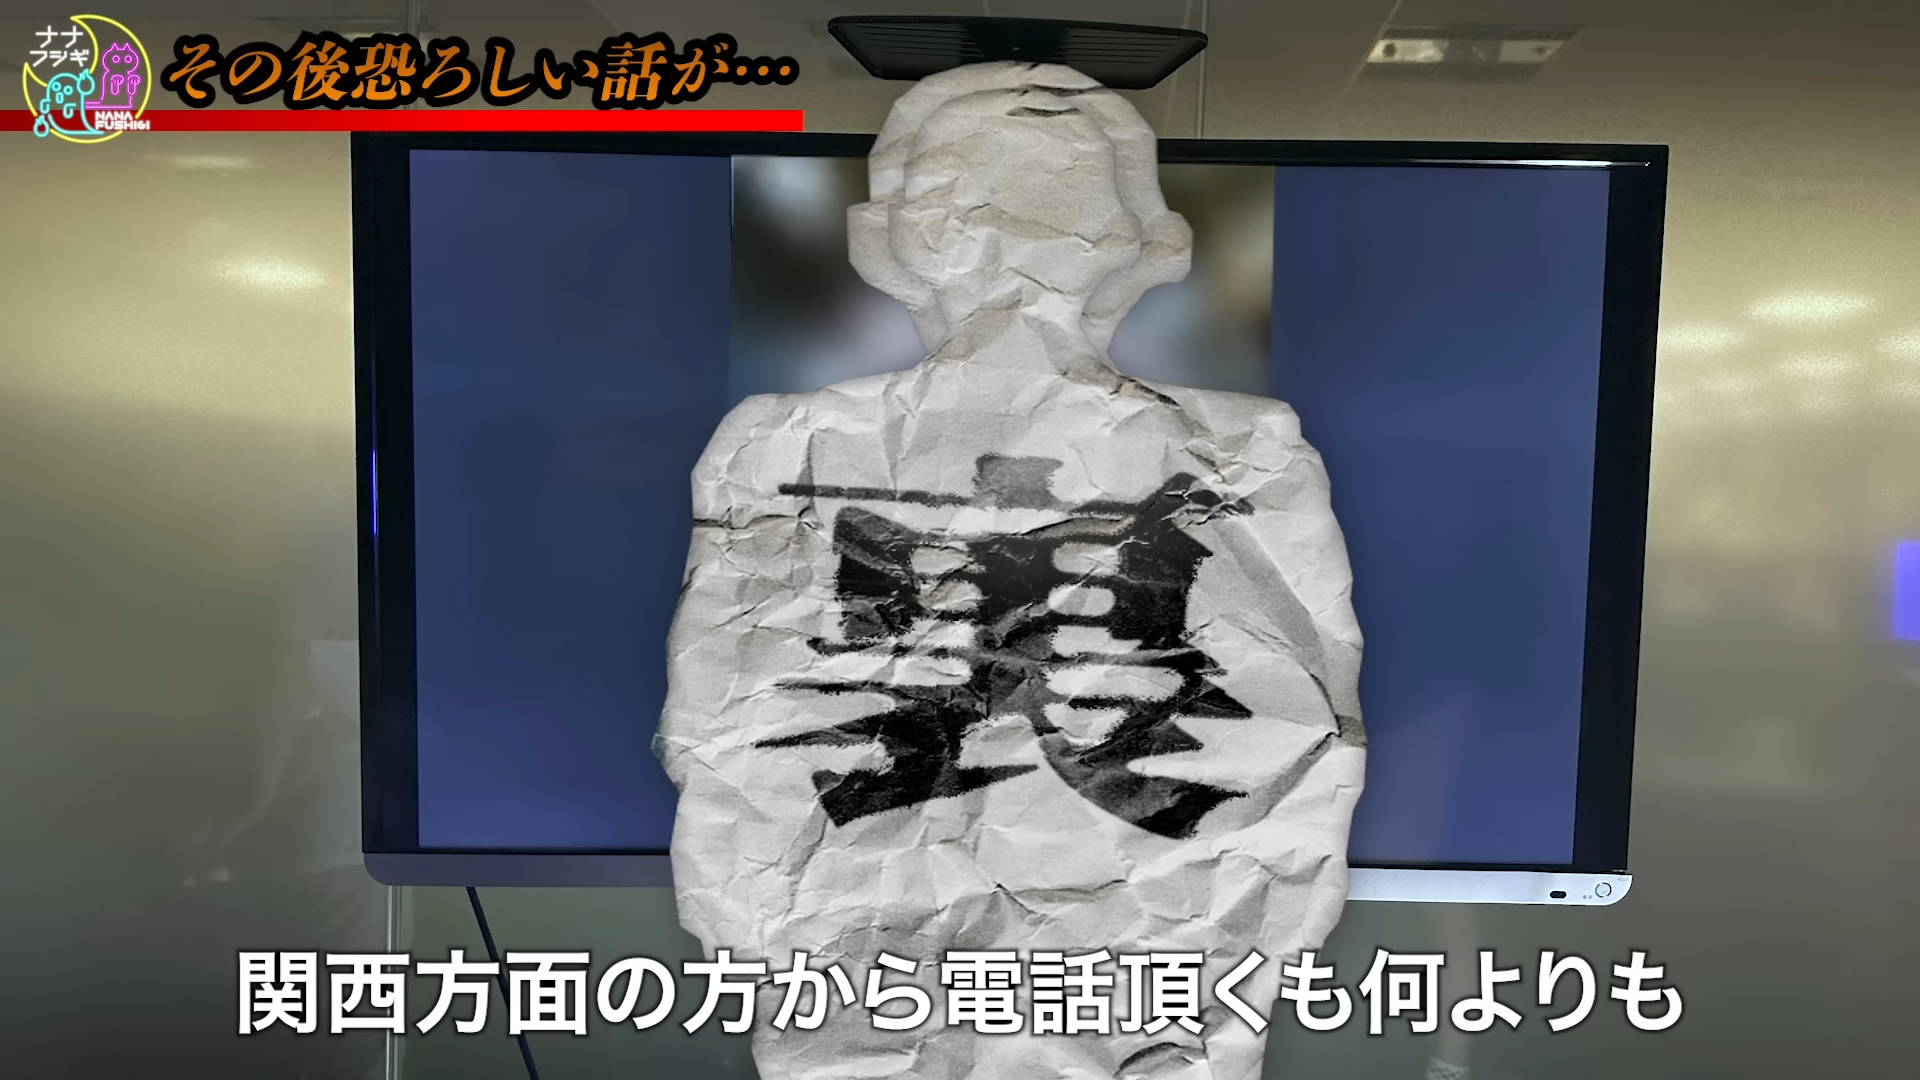 ナナ
フシギ
NANA
FUSHIGI
その後恐ろしい話が…
裏
関西方面の方から電話頂くも何よりも